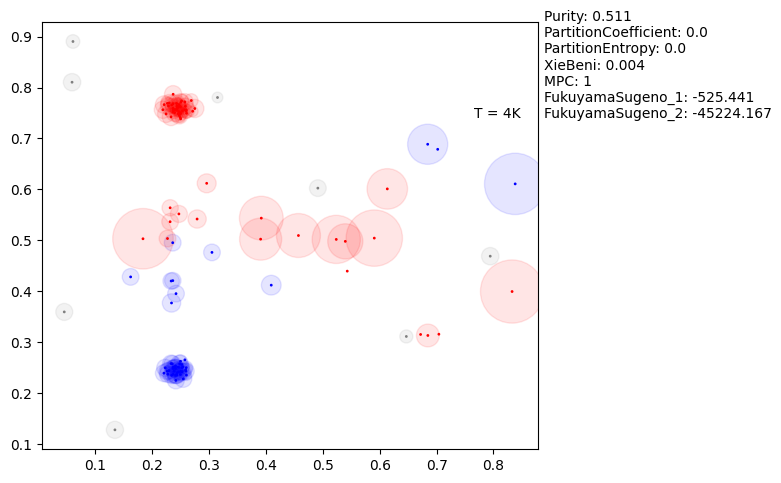 Purity: 0.511
PartitionCoefficient: 0.0
PartitionEntropy: 0.0
XieBeni: 0.004
MPC: 1
FukuyamaSugeno_1: -525.441
FukuyamaSugeno_2: -45224.167
T = 4K
0.9
0.8
0.7
0.6
0.5
0.4
0.3
0.2
0.1
0.1 0.2 0.3 0.4 0.5 0.6 0.7 0.8